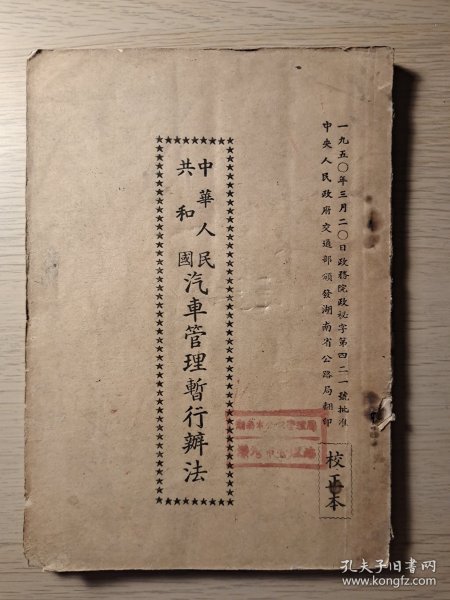 一九五〇年三月二〇日政務院政秘字第四二一號批准
中央人民政府交通部頒發湖南省公路局翻印
校正本
中華人民
共和國
汽車管理暫行辦法
孔夫子旧书网
www.kongfz.com